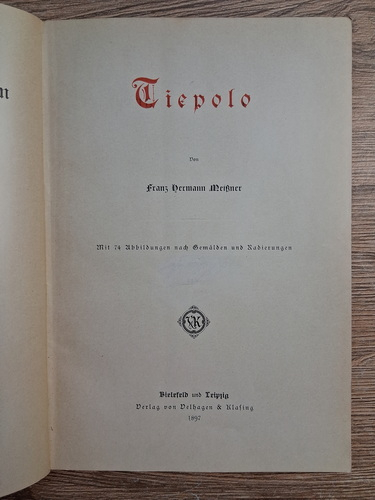 n
Tiepolo
Von
Franz Hermann Meißner
Mit 74 Abbildungen nach Gemälden und Radierungen
VK
Bielefeld und Leipzig
Verlag von Velhagen & Klasing
1897